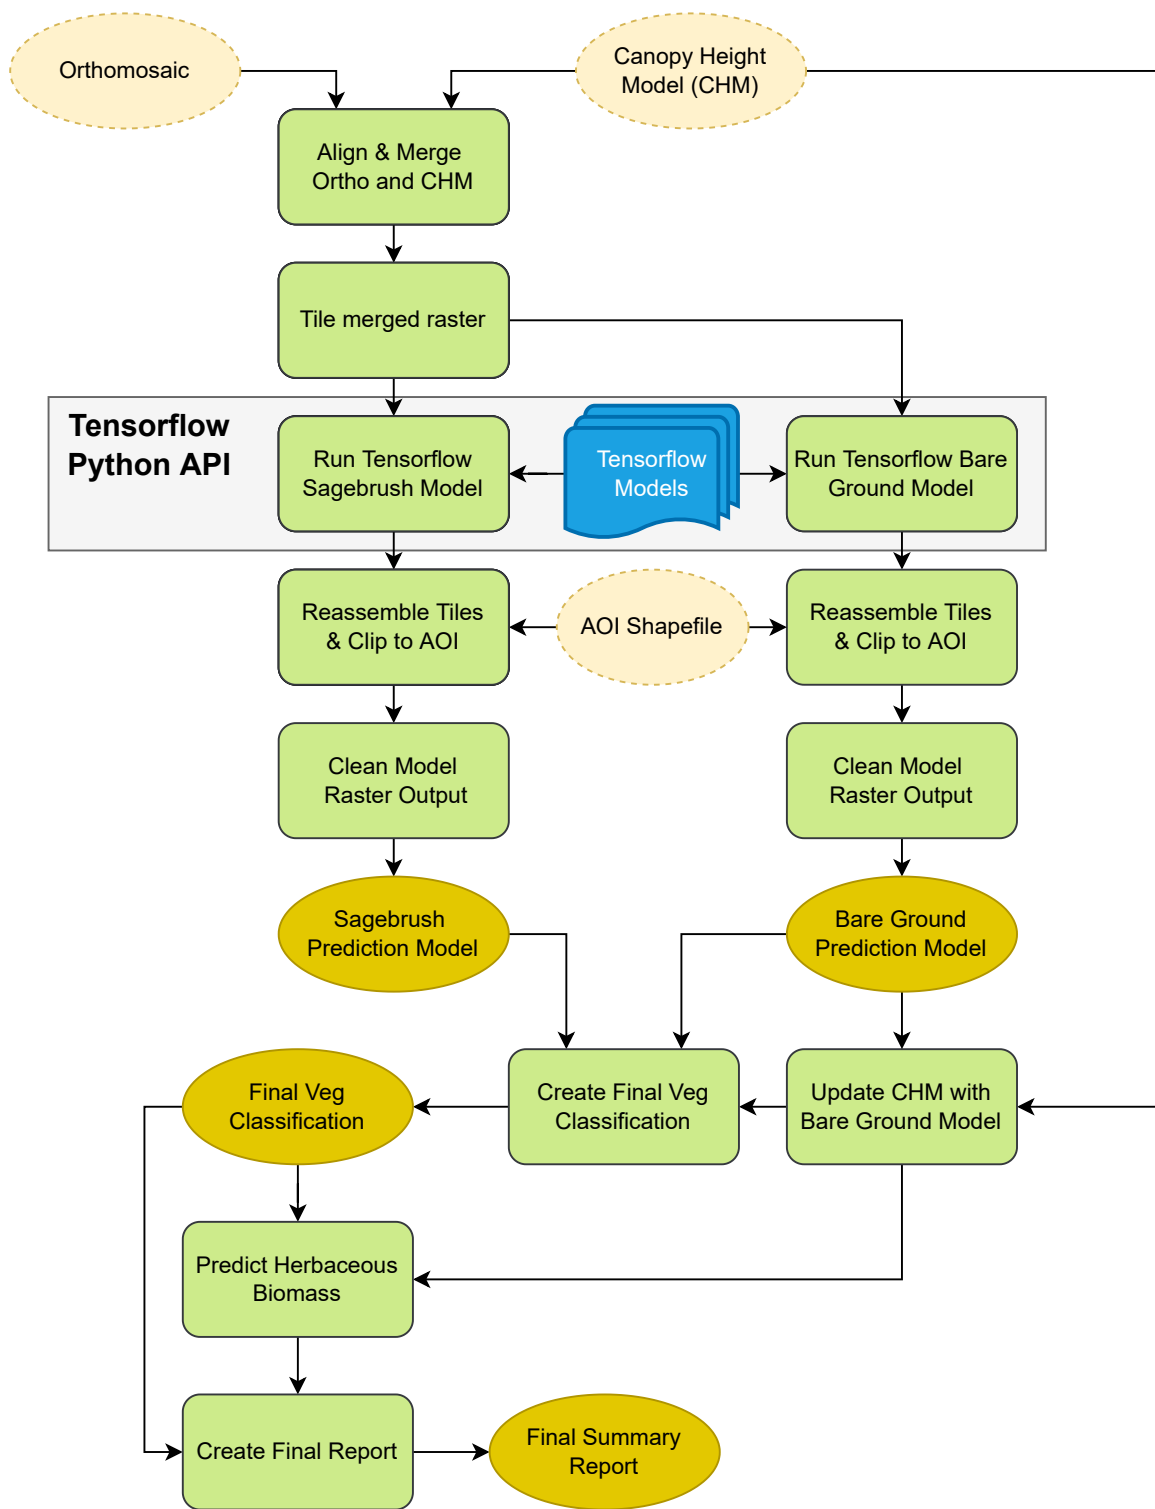 Orthomosaic
Canopy Height
Model (CHM)
Align & Merge
Ortho and CHM
Tile merged raster
Tensorflow
Python API
Run Tensorflow
Sagebrush Model
Tensorflow
Models
Run Tensorflow Bare
Ground Model
Reassemble Tiles
& Clip to AOI
AOI Shapefile
Reassemble Tiles
& Clip to AOI
Clean Model
Raster Output
Clean Model
Raster Output
Sagebrush
Prediction Model
Bare Ground
Prediction Model
Final Veg
Classification
Create Final Veg
Classification
Update CHM with
Bare Ground Model
Predict Herbaceous
Biomass
Create Final Report
Final Summary
Report